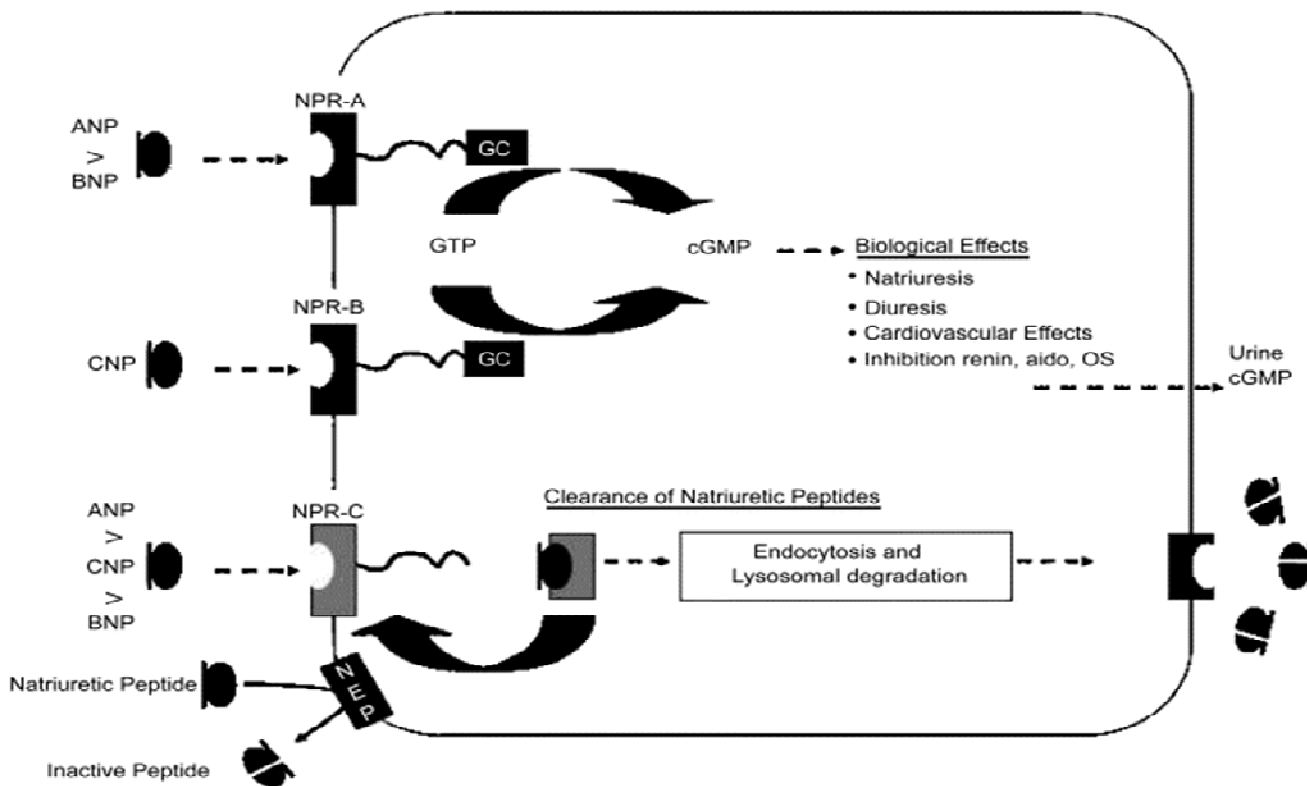 NPR-A
ANP
>
BNP
GC
GTP
cGMP
Biological Effects
• Natriuresis
• Diuresis
• Cardiovascular Effects
• Inhibition renin, aido, OS
NPR-B
CNP
GC
Urine
cGMP
Clearance of Natriuretic Peptides
NPR-C
ANP
>
CNP
>
BNP
Endocytosis and
Lysosomal degradation
NEP
Natriuretic Peptide
Inactive Peptide